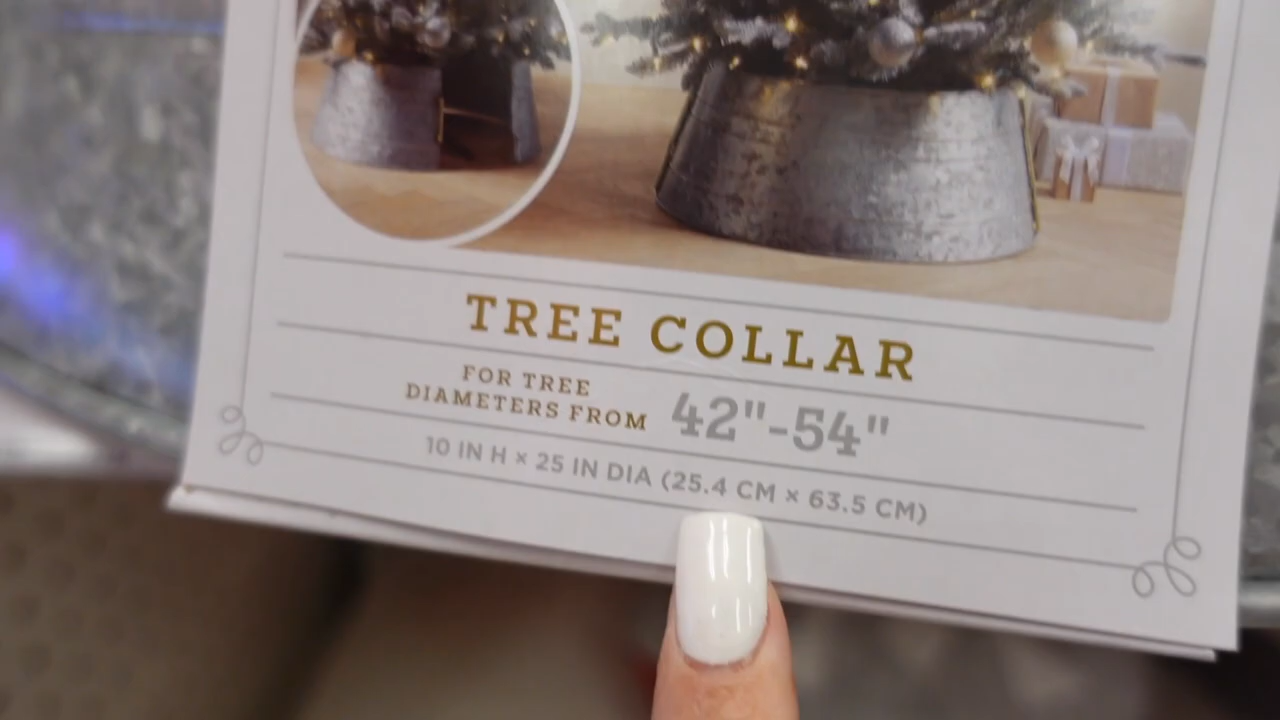 TREE COLLAR
FOR TREE
DIAMETERS FROM 42"-54"
10 IN H × 25 IN DIA (25.4 CM × 63.5 CM)